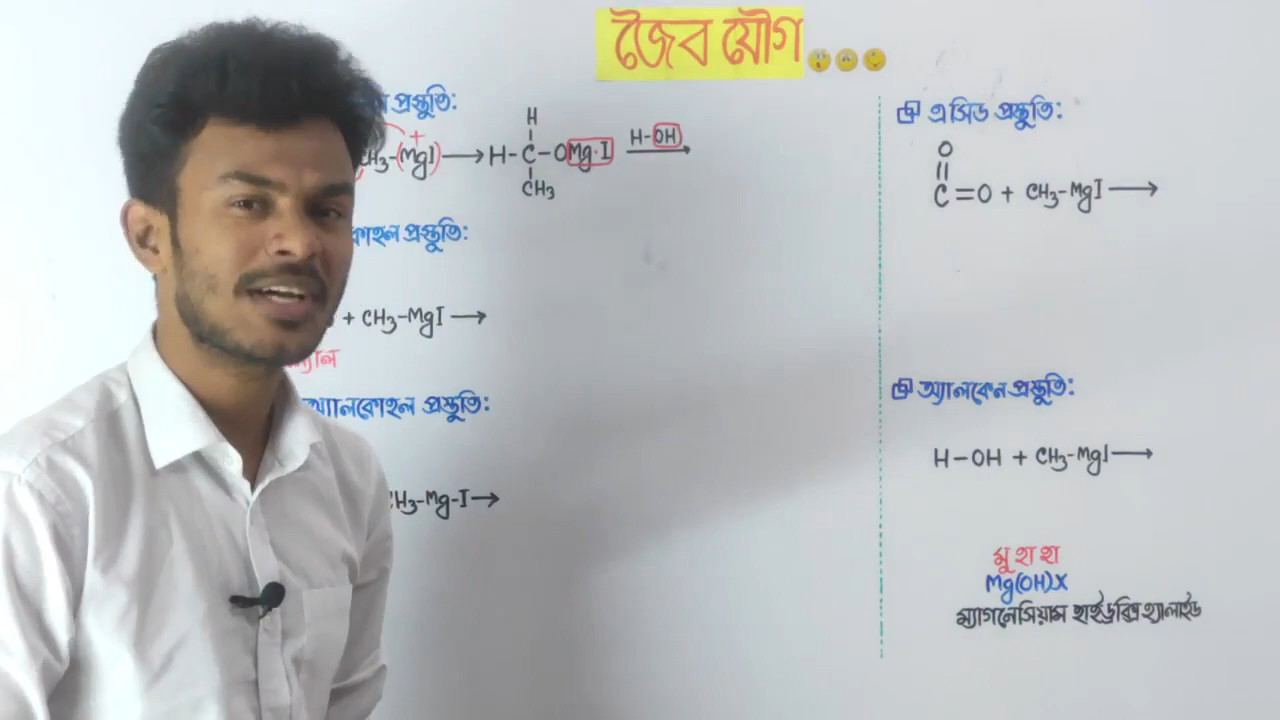 জৈব যৌগ...
প্রস্তুতি:
CH₃-(MgI) ⟶ H-C-OMg·I H-OH ⟶
H
CH₃
+
প্রস্তুতি:
+ CH₃-MgI ⟶
অ্যালকোহল প্রস্তুতি:
CH₃-Mg-I →
এসিড প্রস্তুতি:
O
||
C=O + CH₃-MgI ⟶
অ্যালকেন প্রস্তুতি:
H-OH + CH₃-MgI ⟶
মু হা হা
Mg(OH)X
ম্যাগনেসিয়াম হাইড্রক্সি হ্যালাইড